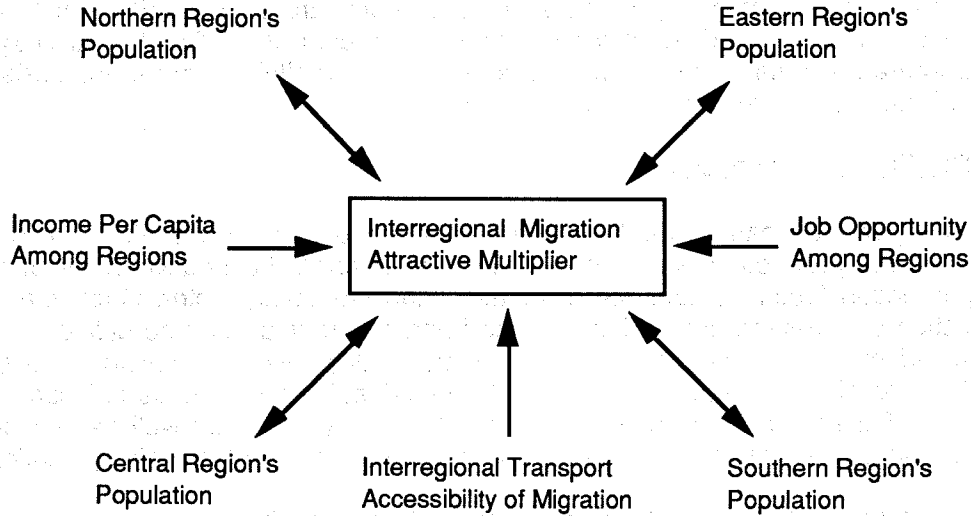 Northern Region's
Population
Eastern Region's
Population
Income Per Capita
Among Regions
Interregional Migration
Attractive Multiplier
Job Opportunity
Among Regions
Central Region's
Population
Interregional Transport
Accessibility of Migration
Southern Region's
Population